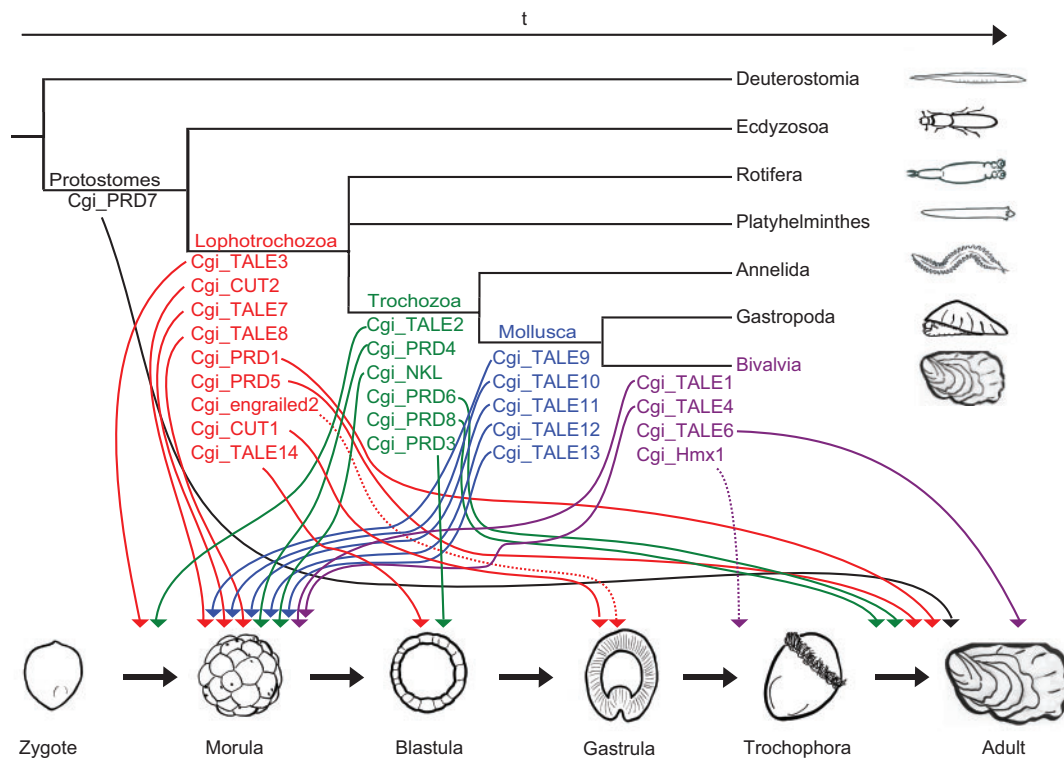 t
Deuterostomia
Ecdyzosoa
Rotifera
Platyhelminthes
Annelida
Gastropoda
Bivalvia
Protostomes
Cgi_PRD7
Lophotrochozoa
Cgi_TALE3
Cgi_CUT2
Cgi_TALE7
Cgi_TALE8
Cgi_PRD1
Cgi_PRD5
Cgi_engrailed2
Cgi_CUT1
Cgi_TALE14
Trochozoa
Cgi_TALE2
Cgi_PRD4
Cgi_NKL
Cgi_PRD6
Cgi_PRD8
Cgi_PRD3
Mollusca
Cgi_TALE9
Cgi_TALE10
Cgi_TALE11
Cgi_TALE12
Cgi_TALE13
Cgi_TALE1
Cgi_TALE4
Cgi_TALE6
Cgi_Hmx1
Zygote
Morula
Blastula
Gastrula
Trochophora
Adult